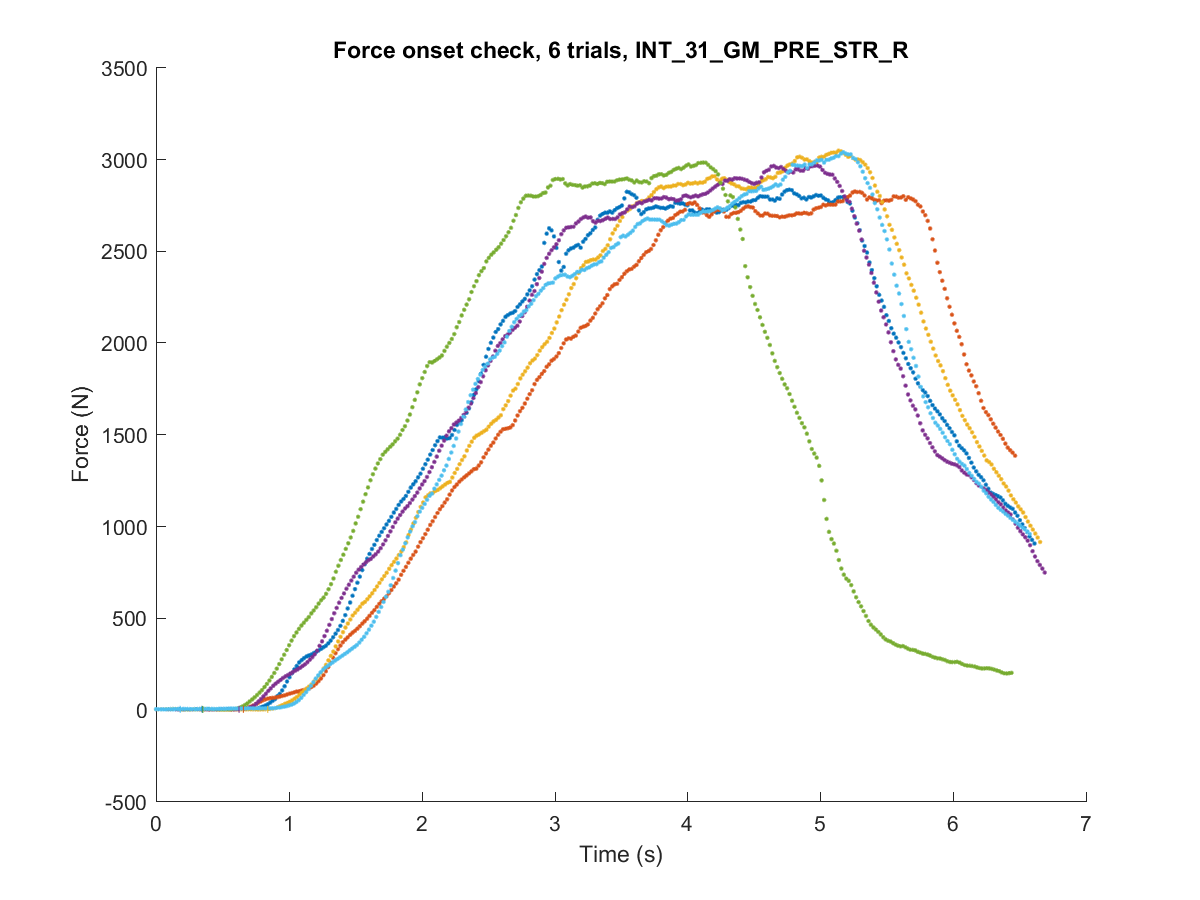 Force onset check, 6 trials, INT_31_GM_PRE_STR_R
3500
3000
2500
2000
1500
1000
500
0
-500
Force (N)
0 1 2 3 4 5 6 7
Time (s)